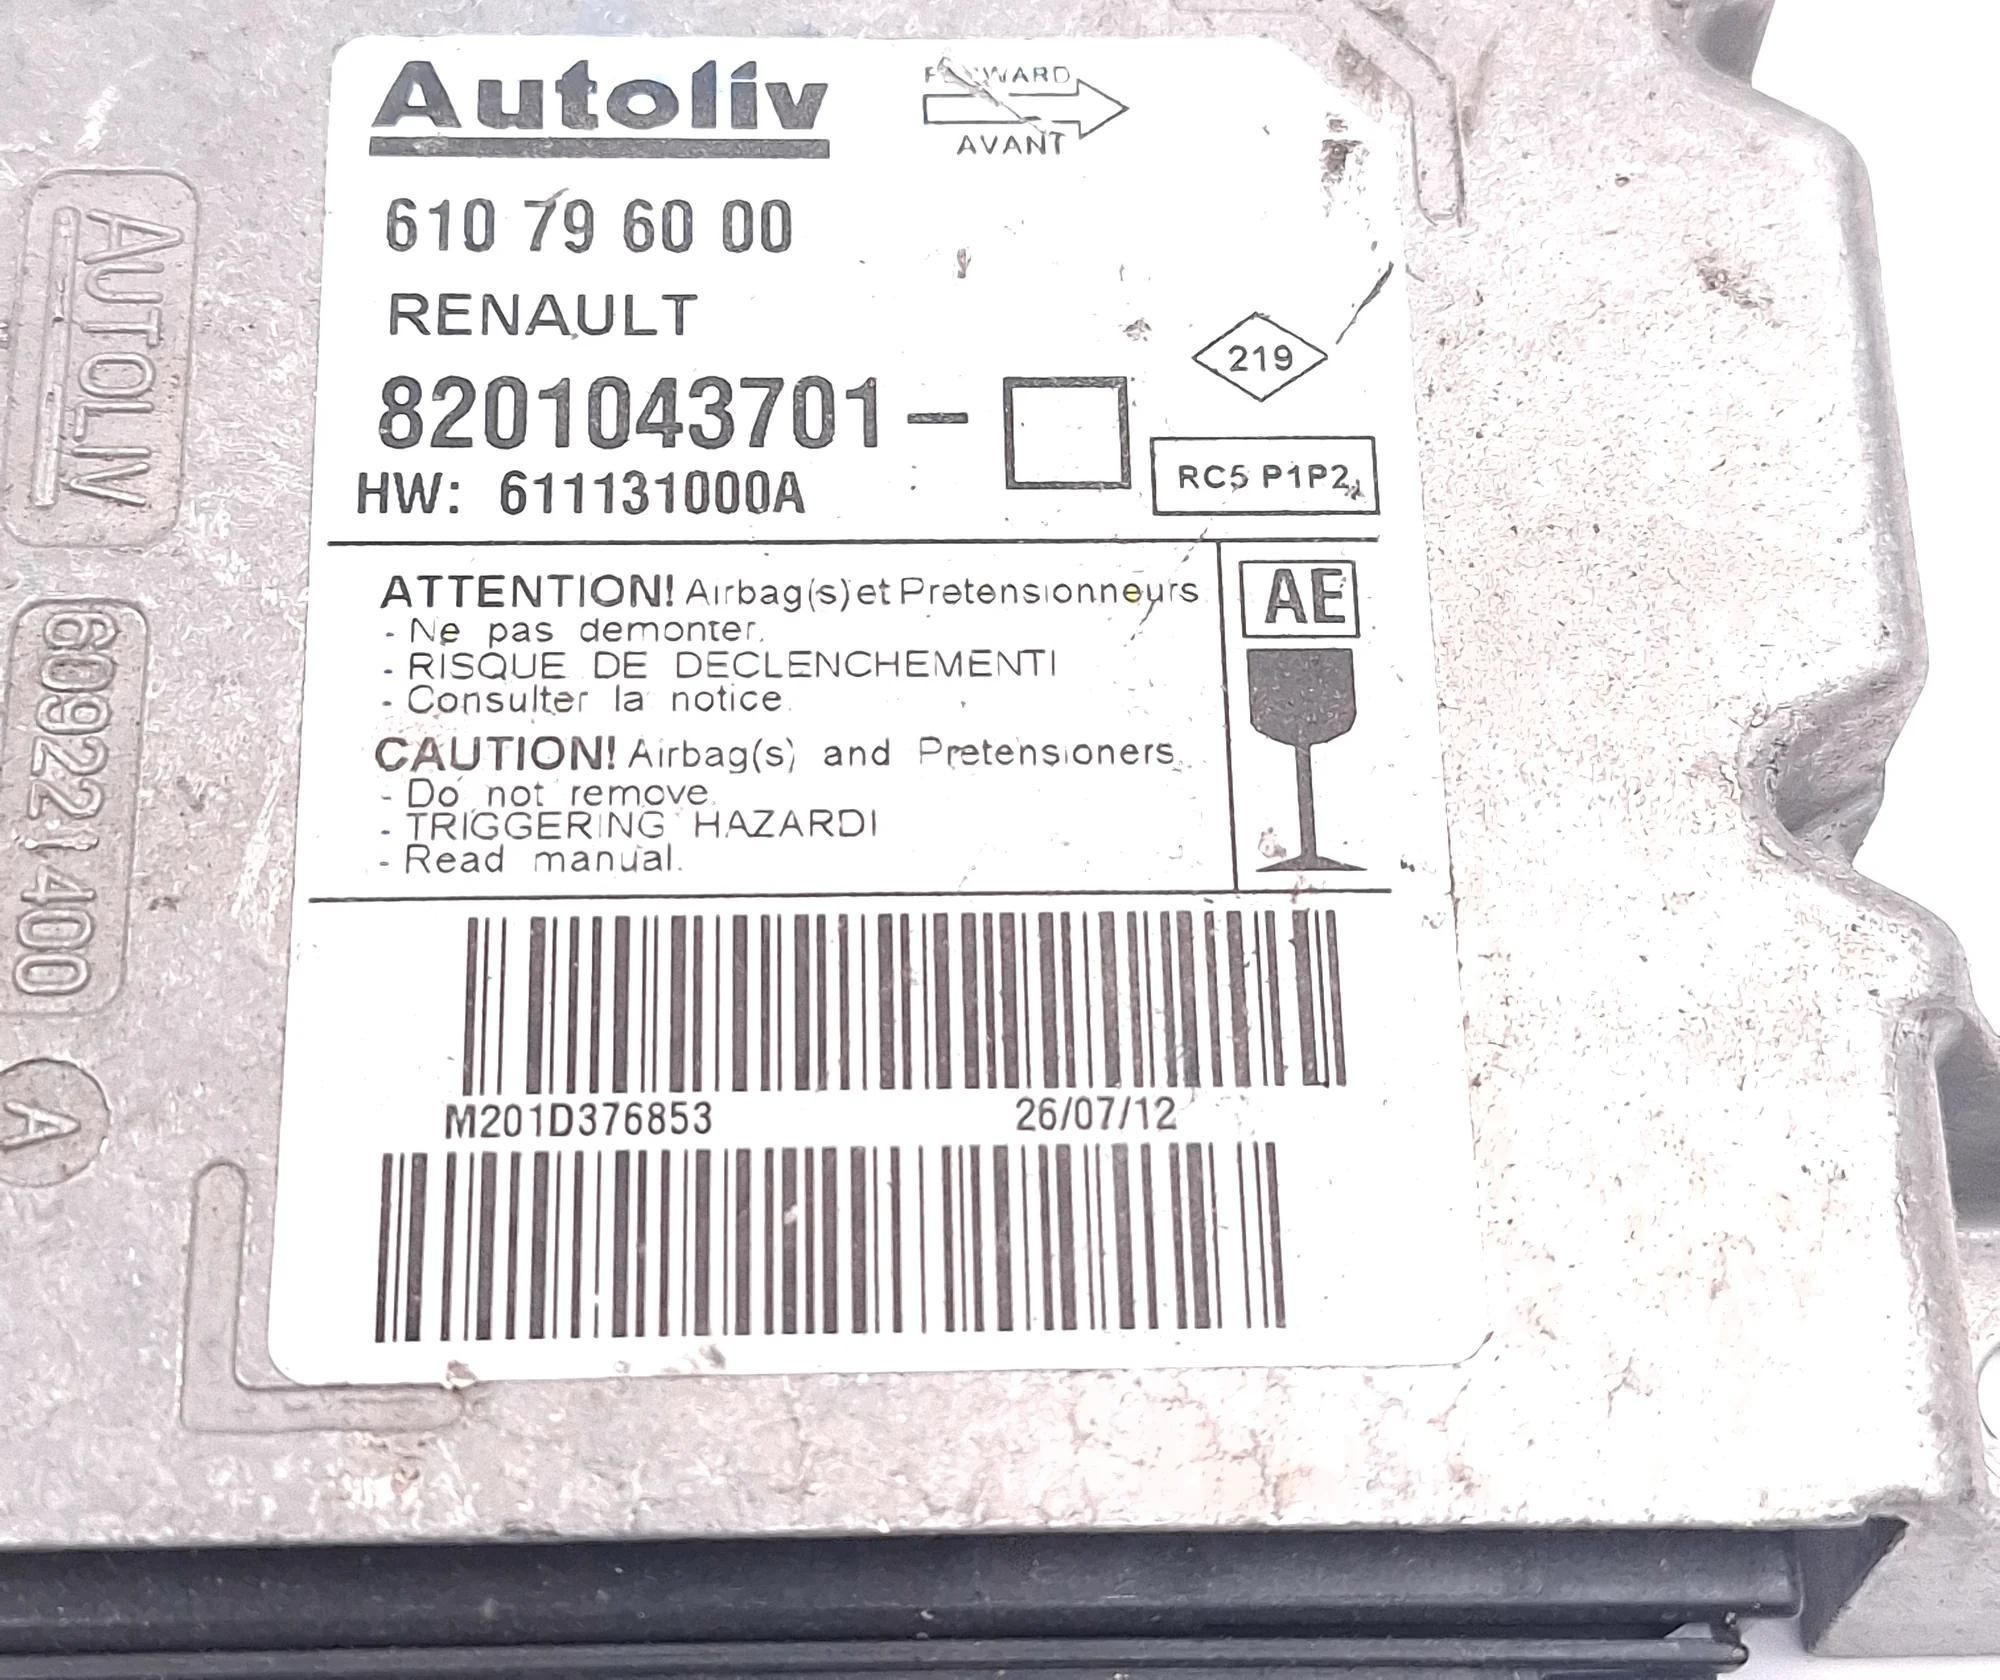 Autoliv
FORWARD
AVANT
610 79 60 00
RENAULT
219
8201043701-
HW: 611131000A
RC5 P1P2
ATTENTION! Airbag(s) et Pretensionneurs
- Ne pas demonter.
- RISQUE DE DECLENCHEMENT!
- Consulter la notice
AE
CAUTION! Airbag(s) and Pretensioners.
- Do not remove.
- TRIGGERING HAZARD!
- Read manual.
M201D376853
26/07/12
AUTOLIV
609221400
A